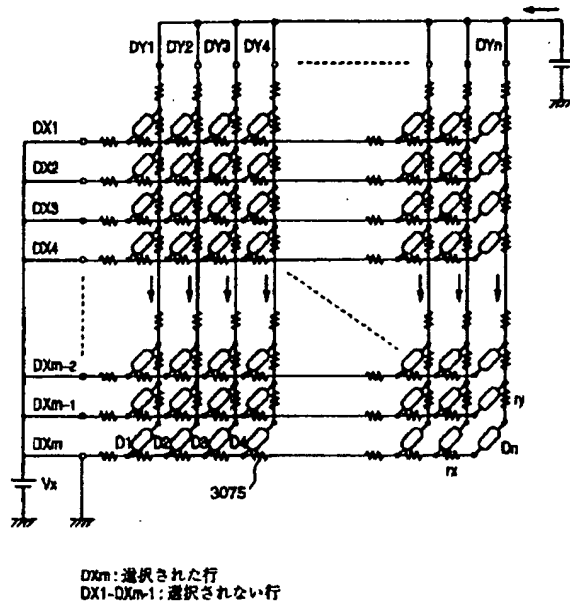 DY1 DY2 DY3 DY4 DYn
DX1
DX2
DX3
DX4
DXm-2
DXm-1
ry
DXm D1 D2 D3 D4 Dn
rx
Vx
3075
DXm:選択された行
DX1-DXm-1:選択されない行